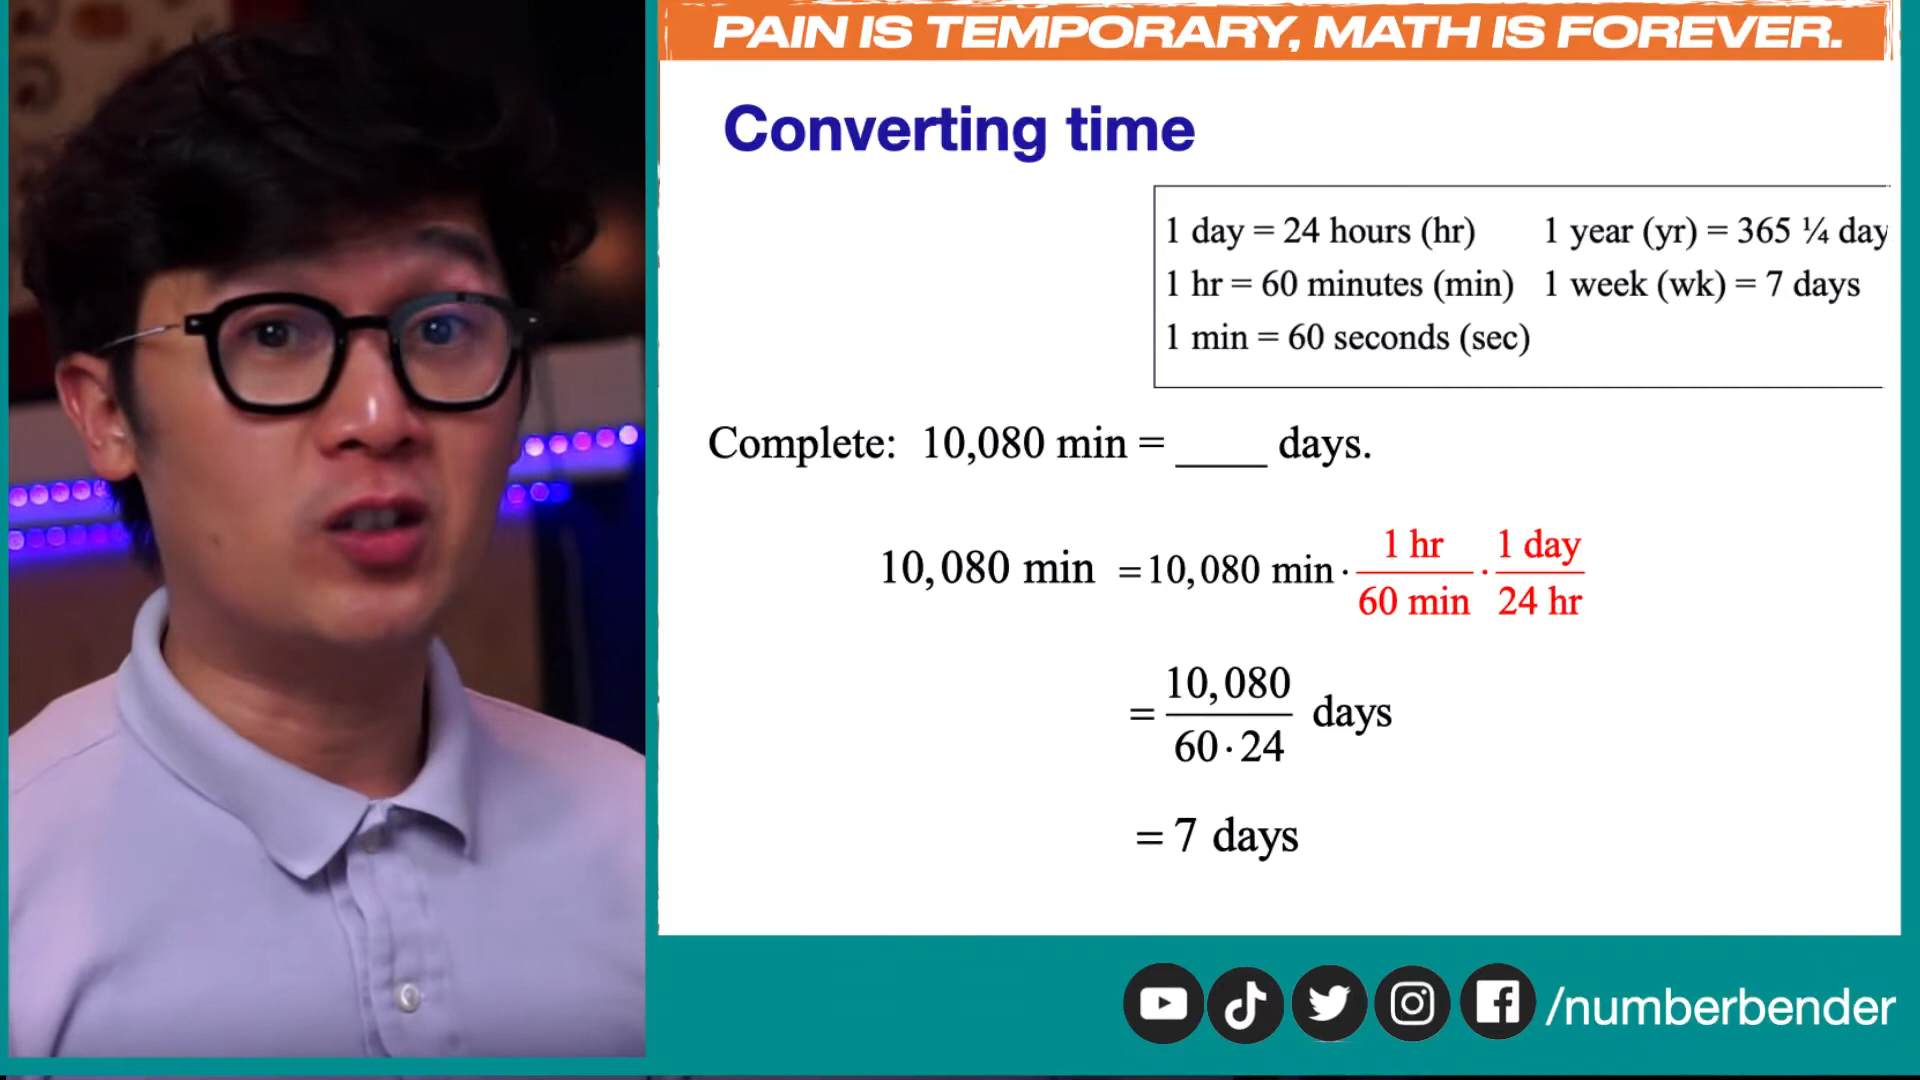 PAIN IS TEMPORARY, MATH IS FOREVER.
Converting time
1 day = 24 hours (hr) 1 year (yr) = 365 ¼ day
1 hr = 60 minutes (min) 1 week (wk) = 7 days
1 min = 60 seconds (sec)
Complete: 10,080 min = ____ days.
10,080 min = 10,080 min · 1 hr/60 min · 1 day/24 hr
= 10,080/60·24 days
= 7 days
/numberbender